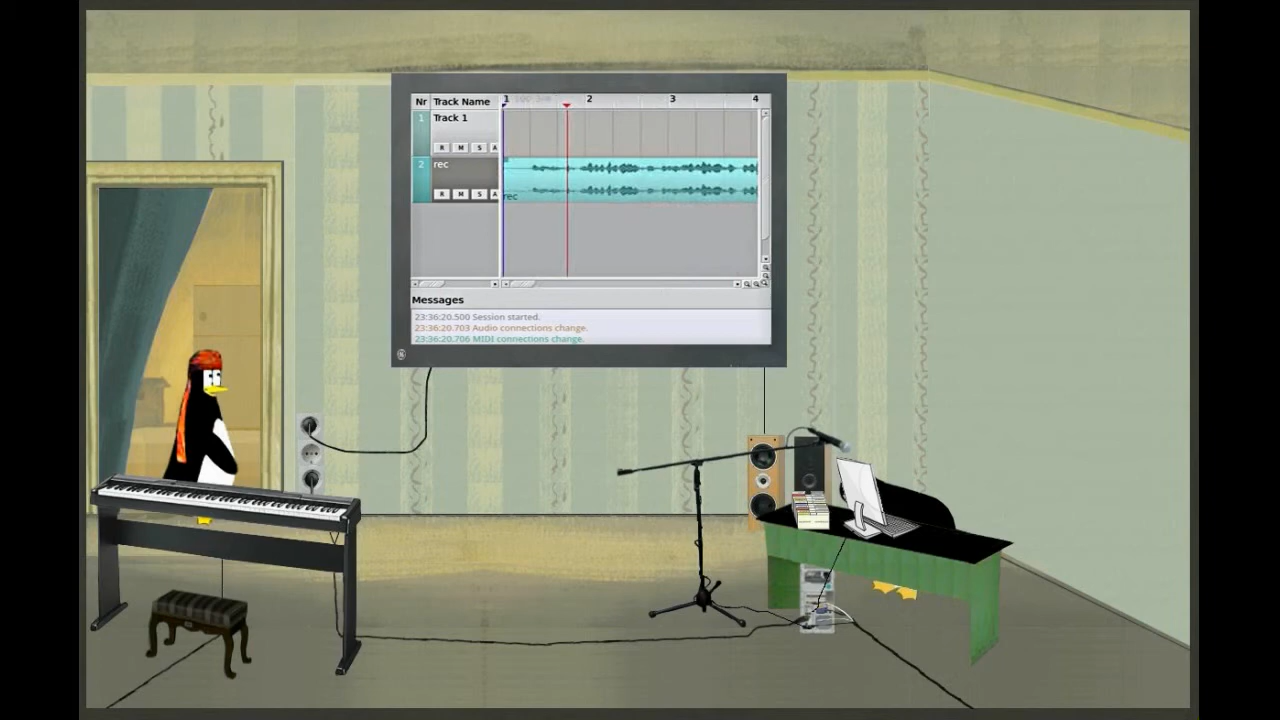 Nr Track Name 1 2 3 4
1 Track 1
R M S A
2 rec
R M S A
rec
Messages
23:36:20.500 Session started.
23:36:20.703 Audio connections change.
23:36:20.706 MIDI connections change.